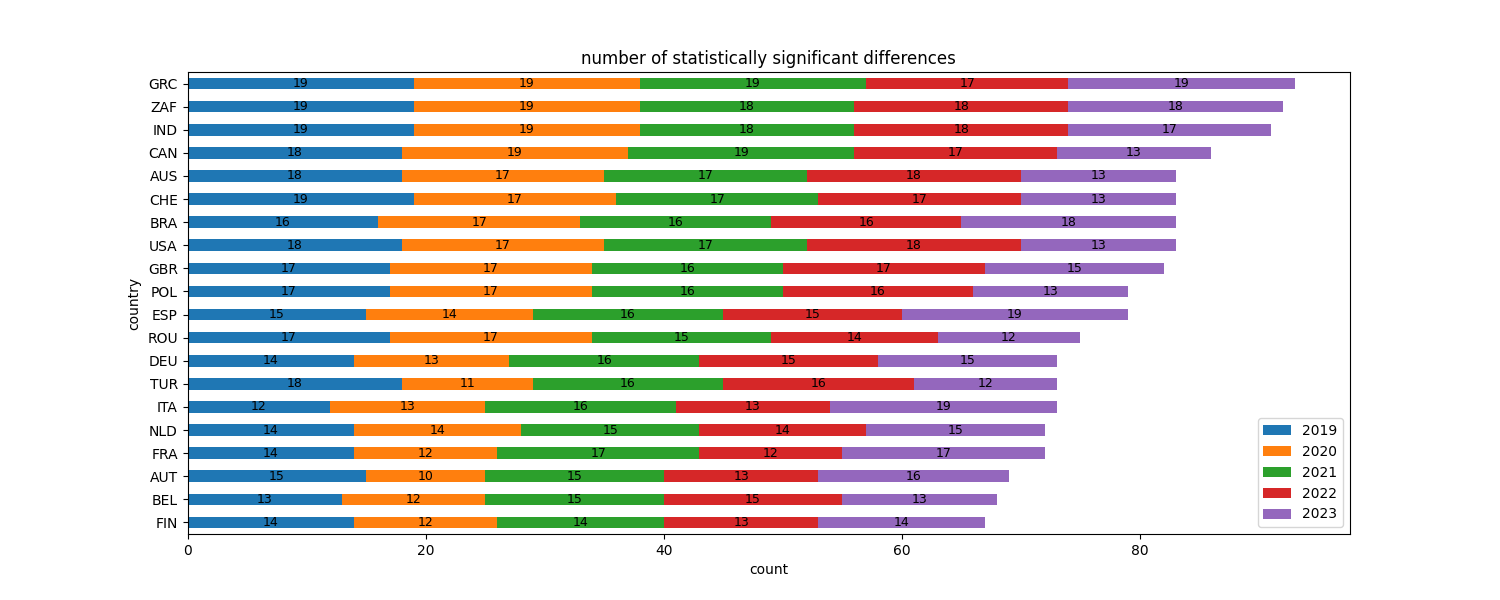 number of statistically significant differences
GRC 19 19 19 17 19
ZAF 19 19 18 18 18
IND 19 19 18 18 17
CAN 18 19 19 17 13
AUS 18 17 17 18 13
CHE 19 17 17 17 13
BRA 16 17 16 16 18
USA 18 17 17 18 13
GBR 17 17 16 17 15
POL 17 17 16 16 13
ESP 15 14 16 15 19
ROU 17 17 15 14 12
DEU 14 13 16 15 15
TUR 18 11 16 16 12
ITA 12 13 16 13 19
NLD 14 14 15 14 15
FRA 14 12 17 12 17
AUT 15 10 15 13 16
BEL 13 12 15 15 13
FIN 14 12 14 13 14
country
0 20 40 60 80
count
2019
2020
2021
2022
2023